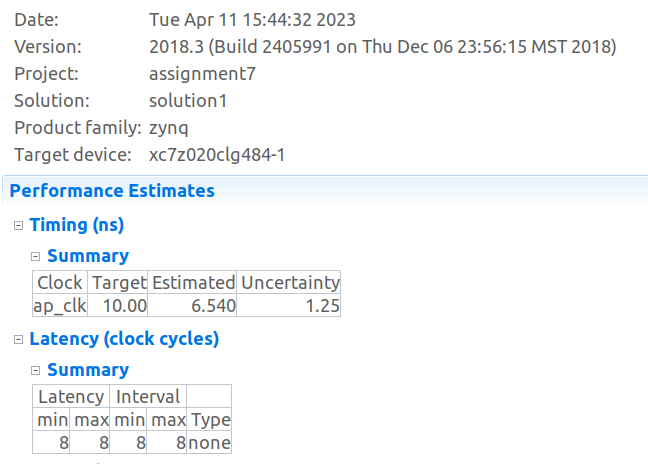 Date: Tue Apr 11 15:44:32 2023
Version: 2018.3 (Build 2405991 on Thu Dec 06 23:56:15 MST 2018)
Project: assignment7
Solution: solution1
Product family: zynq
Target device: xc7z020clg484-1
Performance Estimates
Timing (ns)
Summary
Clock Target Estimated Uncertainty
ap_clk 10.00 6.540 1.25
Latency (clock cycles)
Summary
Latency Interval
min max min max Type
8 8 8 8 none